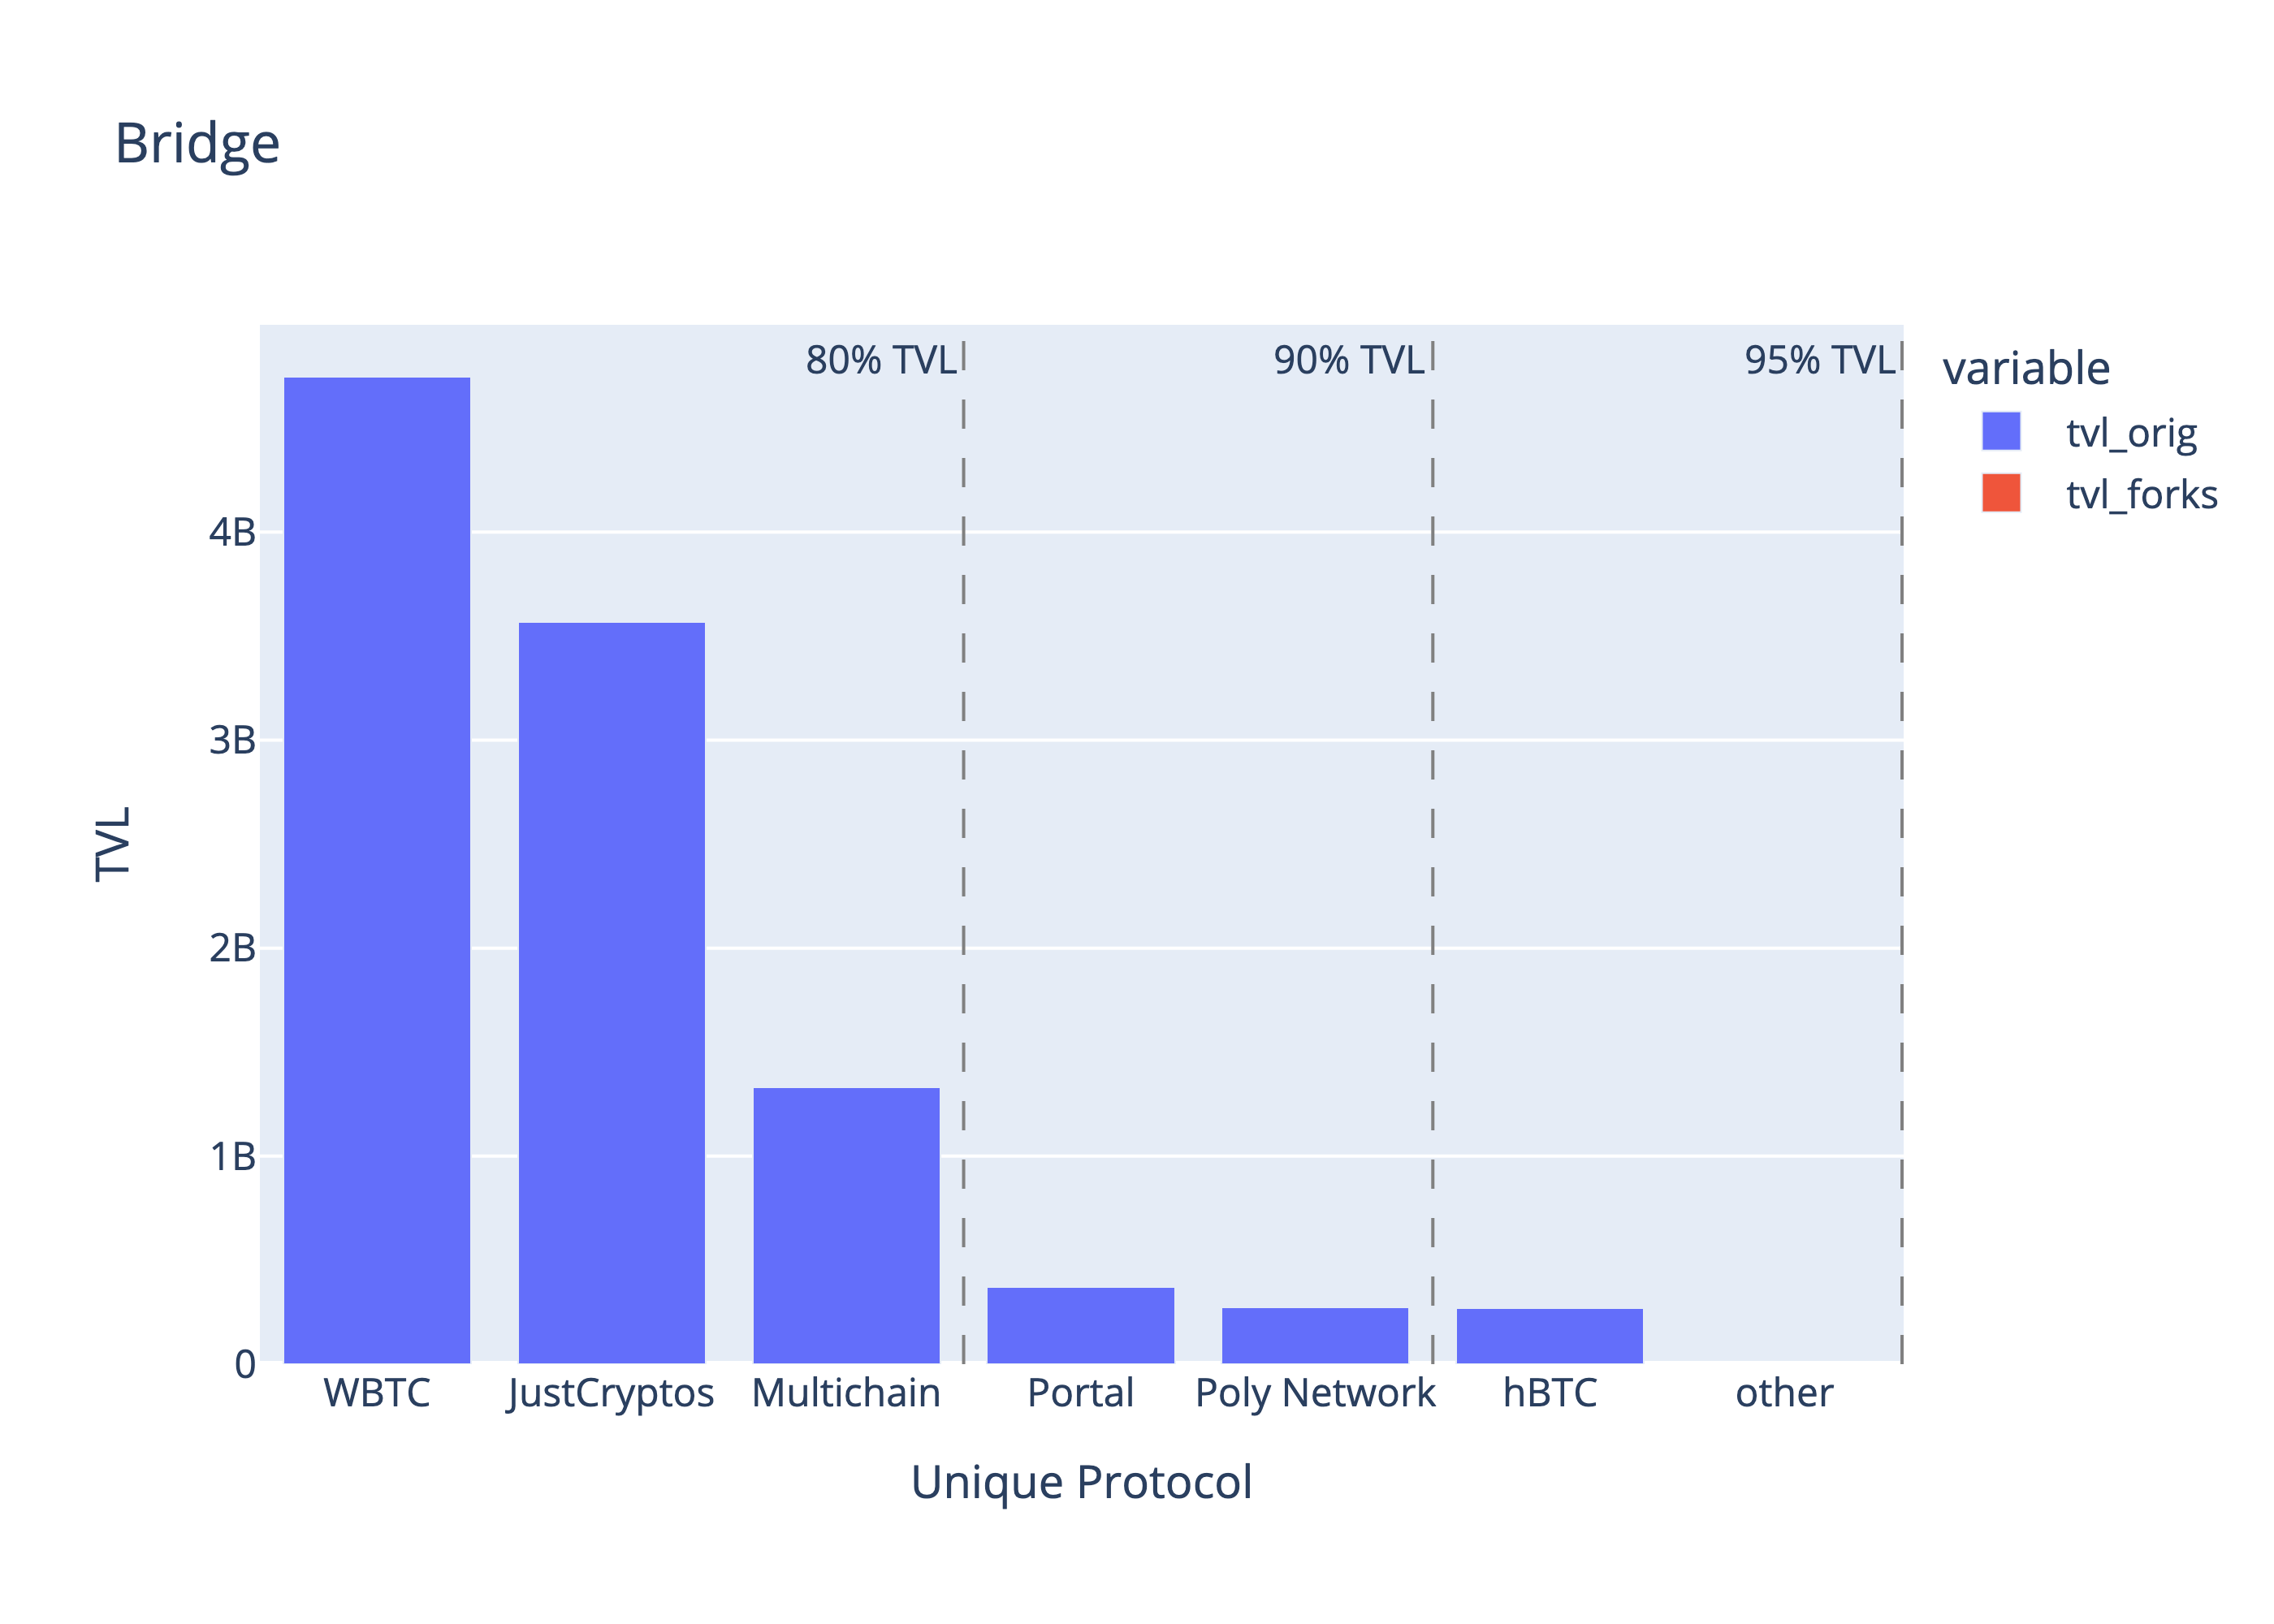 Bridge
80% TVL
90% TVL
95% TVL
variable
tvl_orig
tvl_forks
4B
3B
2B
1B
0
TVL
WBTC
JustCryptos
Multichain
Portal
Poly Network
hBTC
other
Unique Protocol